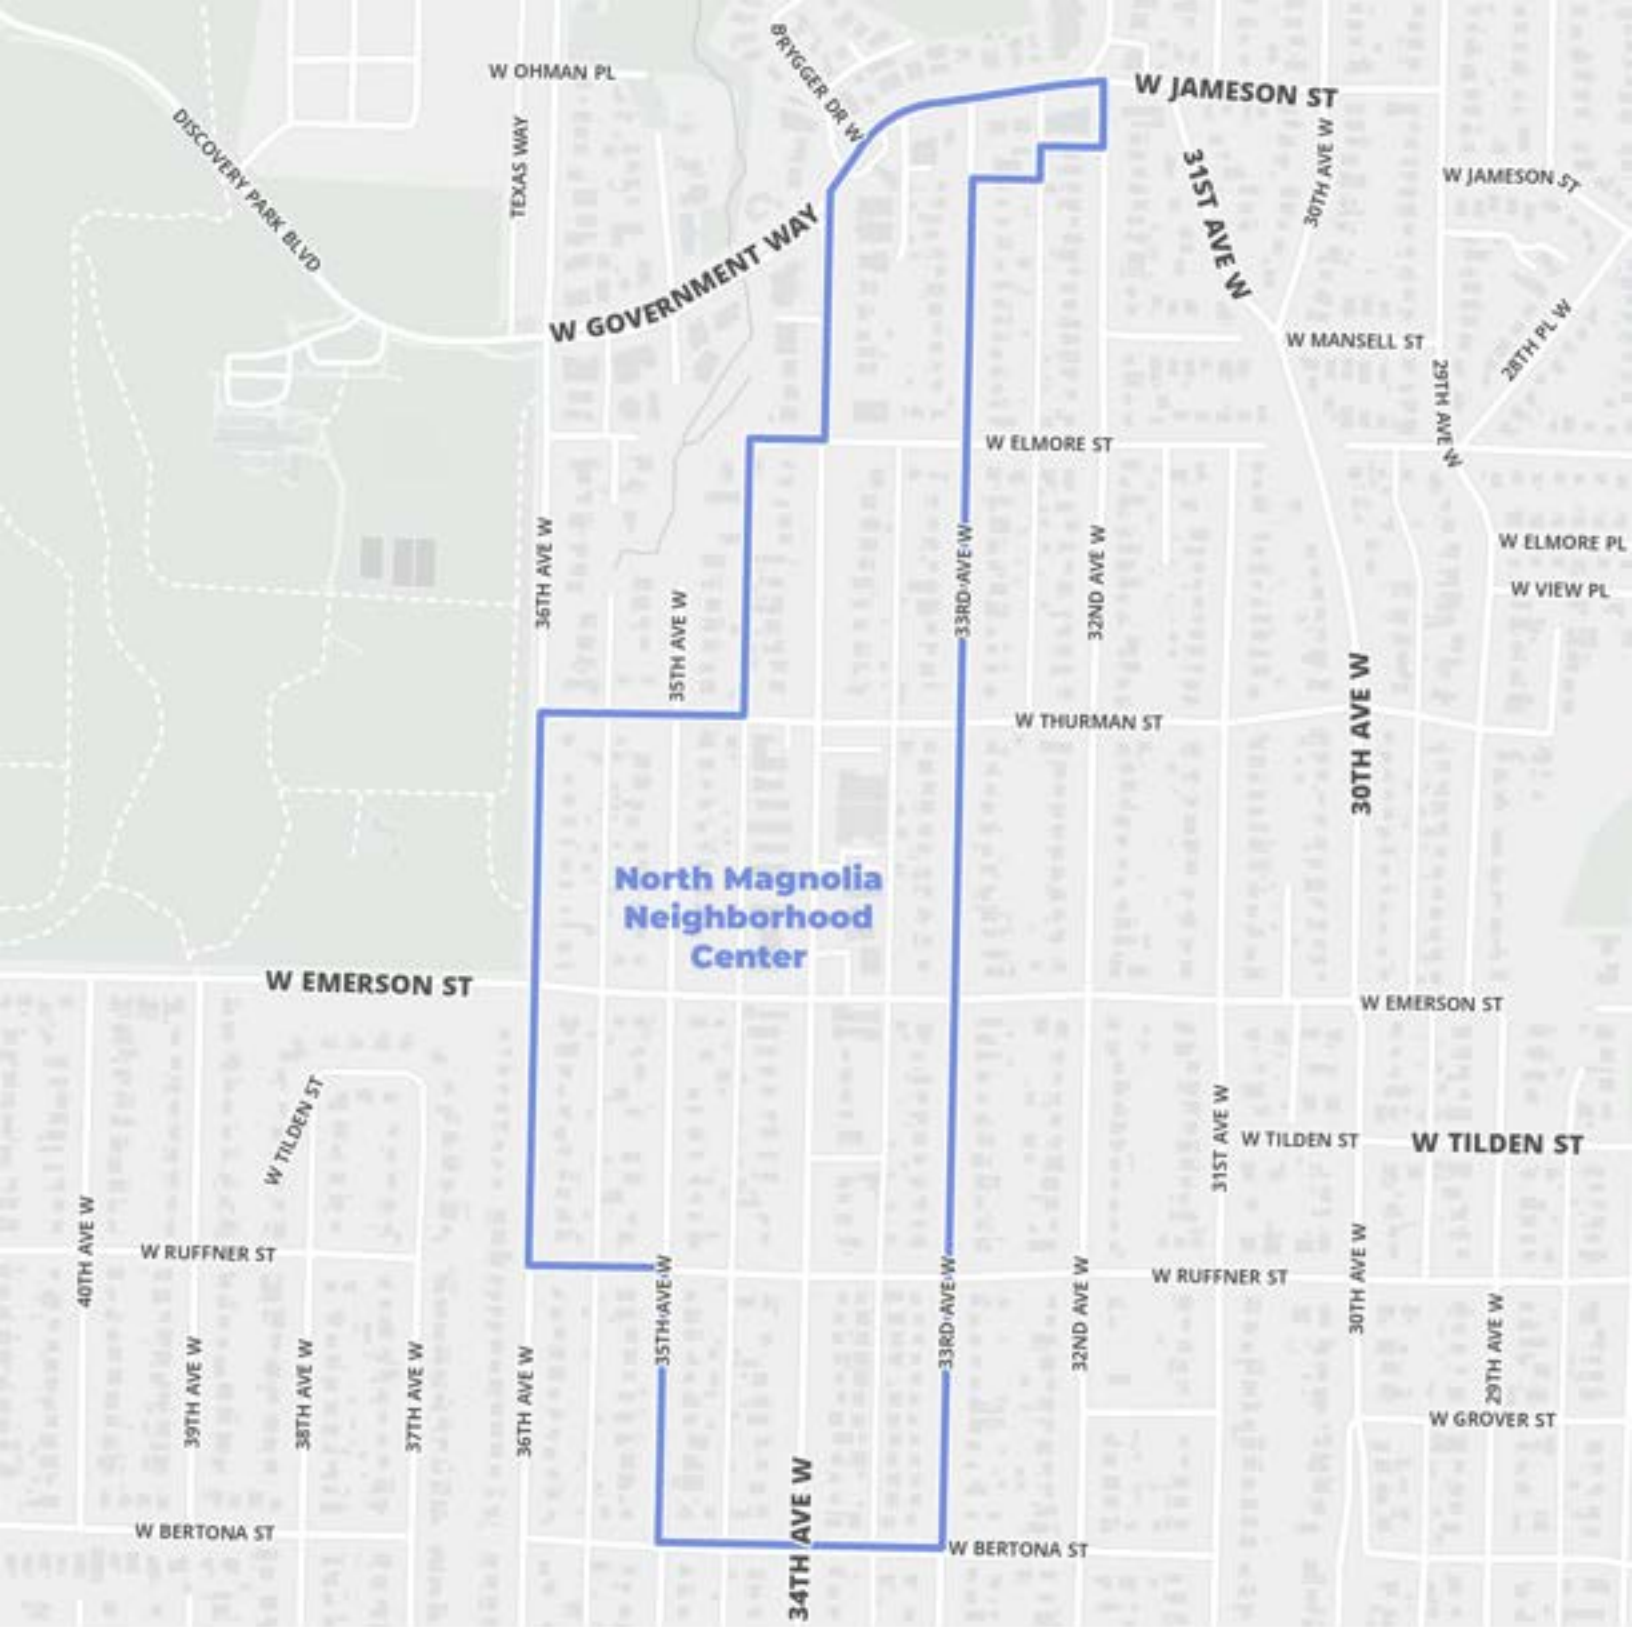 BRYGGER DR W
W OHMAN PL
W JAMESON ST
DISCOVERY PARK BLVD
TEXAS WAY
30TH AVE W
31ST AVE W
W JAMESON ST
W GOVERNMENT WAY
W MANSELL ST
28TH PL W
29TH AVE W
W ELMORE ST
36TH AVE W
33RD AVE W
32ND AVE W
W ELMORE PL
W VIEW PL
35TH AVE W
30TH AVE W
W THURMAN ST
North Magnolia
Neighborhood
Center
W EMERSON ST
W EMERSON ST
W TILDEN ST
31ST AVE W
W TILDEN ST
W TILDEN ST
40TH AVE W
W RUFFNER ST
35TH AVE W
33RD AVE W
32ND AVE W
W RUFFNER ST
30TH AVE W
29TH AVE W
39TH AVE W
38TH AVE W
37TH AVE W
36TH AVE W
W GROVER ST
34TH AVE W
W BERTONA ST
W BERTONA ST